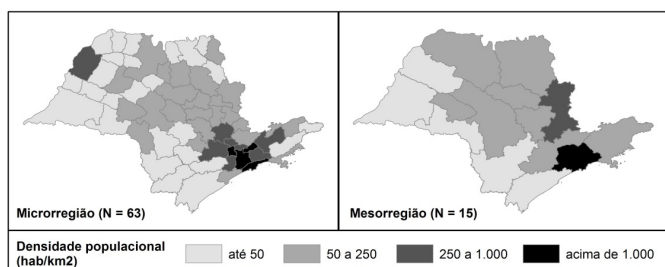 Microrregião (N = 63)
Mesorregião (N = 15)
Densidade populacional
(hab/km2)
até 50
50 a 250
250 a 1.000
acima de 1.000